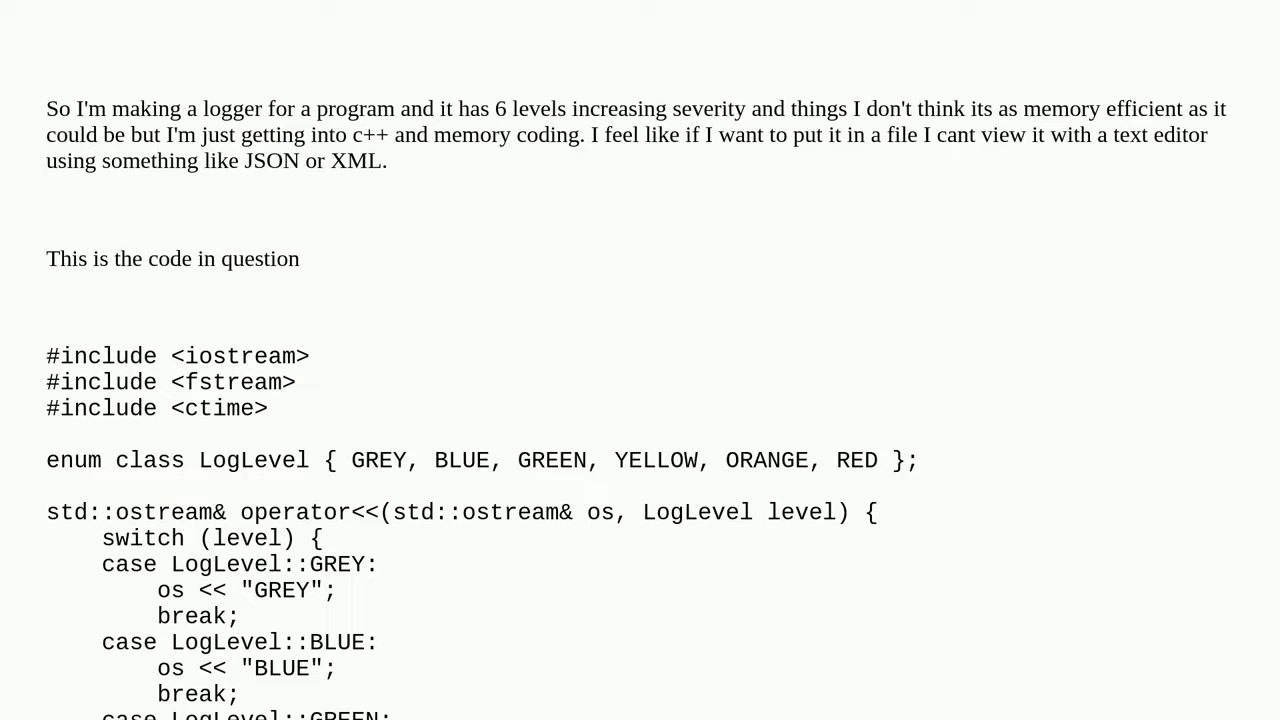 So I'm making a logger for a program and it has 6 levels increasing severity and things I don't think its as memory efficient as it
could be but I'm just getting into c++ and memory coding. I feel like if I want to put it in a file I cant view it with a text editor
using something like JSON or XML.
This is the code in question
#include <iostream>
#include <fstream>
#include <ctime>
enum class LogLevel { GREY, BLUE, GREEN, YELLOW, ORANGE, RED };
std::ostream& operator<<(std::ostream& os, LogLevel level) {
    switch (level) {
    case LogLevel::GREY:
        os << "GREY";
        break;
    case LogLevel::BLUE:
        os << "BLUE";
        break;
    case LogLevel::GREEN: